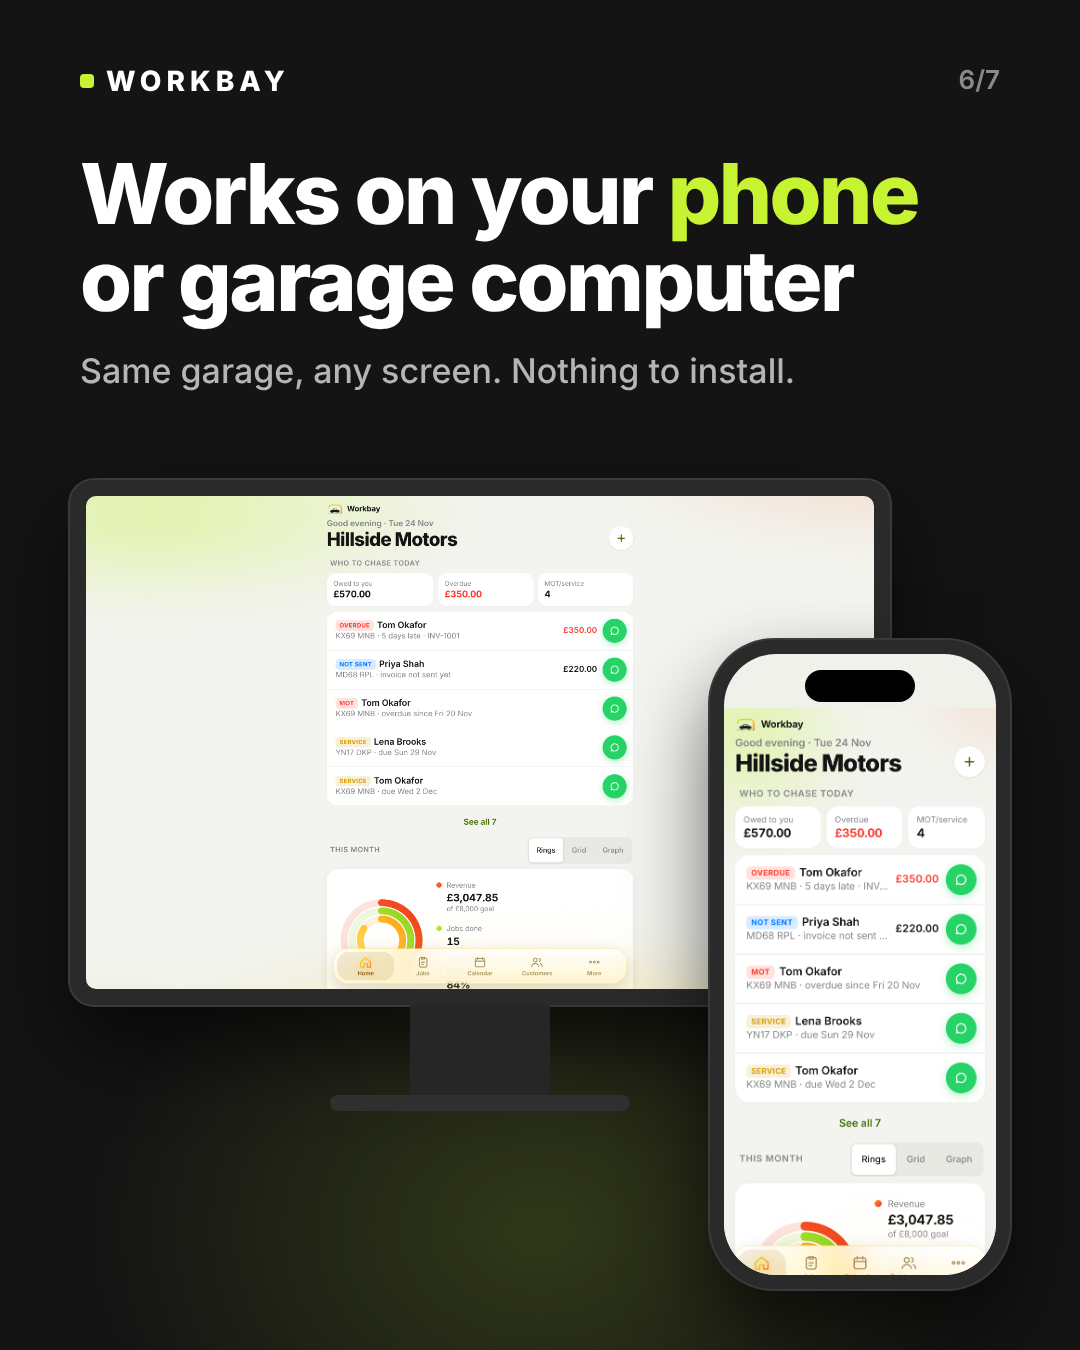 WORKBAY
6/7
Works on your phone
or garage computer
Same garage, any screen. Nothing to install.
Workbay
Good evening · Tue 24 Nov
Hillside Motors
+
WHO TO CHASE TODAY
Owed to you
£570.00
Overdue
£350.00
MOT/service
4
OVERDUE Tom Okafor
KX69 MNB · 5 days late · INV-1001
£350.00
NOT SENT Priya Shah
MD68 RPL · invoice not sent yet
£220.00
MOT Tom Okafor
KX69 MNB · overdue since Fri 20 Nov
SERVICE Lena Brooks
YN17 DKP · due Sun 29 Nov
SERVICE Tom Okafor
KX69 MNB · due Wed 2 Dec
See all 7
THIS MONTH
Rings Grid Graph
Revenue
£3,047.85
of £8,000 goal
Jobs done
15
Home Jobs Calendar Customers More
84%
Workbay
Good evening · Tue 24 Nov
Hillside Motors
+
WHO TO CHASE TODAY
Owed to you
£570.00
Overdue
£350.00
MOT/service
4
OVERDUE Tom Okafor
KX69 MNB · 5 days late · INV...
£350.00
NOT SENT Priya Shah
MD68 RPL · invoice not sent ...
£220.00
MOT Tom Okafor
KX69 MNB · overdue since Fri 20 Nov
SERVICE Lena Brooks
YN17 DKP · due Sun 29 Nov
SERVICE Tom Okafor
KX69 MNB · due Wed 2 Dec
See all 7
THIS MONTH
Rings Grid Graph
Revenue
£3,047.85
of £8,000 goal